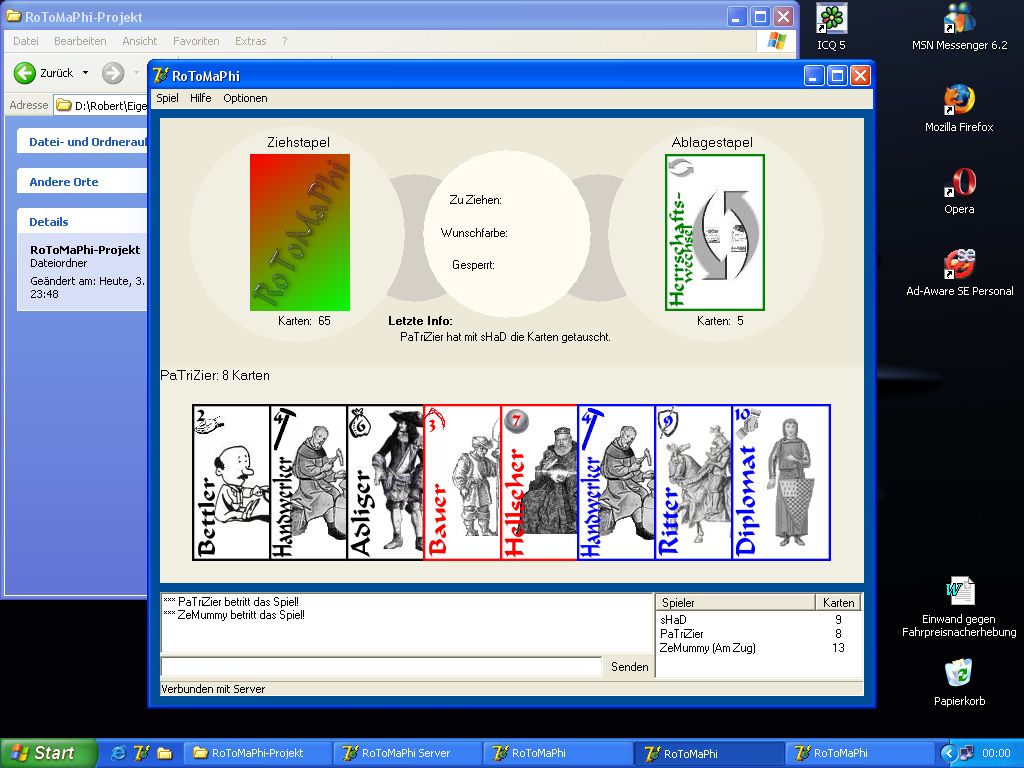 RoToMaPhi-Projekt
Datei Bearbeiten Ansicht Favoriten Extras ?
Zurück
Adresse D:\Robert\Eige
Datei- und Ordnerauf
Andere Orte
Details
RoToMaPhi-Projekt
Dateiordner
Geändert am: Heute, 3.
23:48
RoToMaPhi
Spiel Hilfe Optionen
Ziehstapel
RoToMaPhi
Karten: 65
Zu Ziehen:
Wunschfarbe:
Gesperrt:
Ablagestapel
Herrschafts-
wechsel
Karten: 5
Letzte Info:
PaTriZier hat mit sHaD die Karten getauscht.
PaTriZier: 8 Karten
2 Bettler
4 Handwerker
6 Adliger
3 Bauer
7 Hellseher
4 Handwerker
9 Ritter
10 Diplomat
*** PaTriZier betritt das Spiel!
*** ZeMummy betritt das Spiel!
Senden
Spieler Karten
sHaD 9
PaTriZier 8
ZeMummy (Am Zug) 13
Verbunden mit Server
ICQ 5
MSN Messenger 6.2
Mozilla Firefox
Opera
Ad-Aware SE Personal
Einwand gegen
Fahrpreisnacherhebung
Papierkorb
Start
RoToMaPhi-Projekt
RoToMaPhi Server
RoToMaPhi
RoToMaPhi
RoToMaPhi
00:00